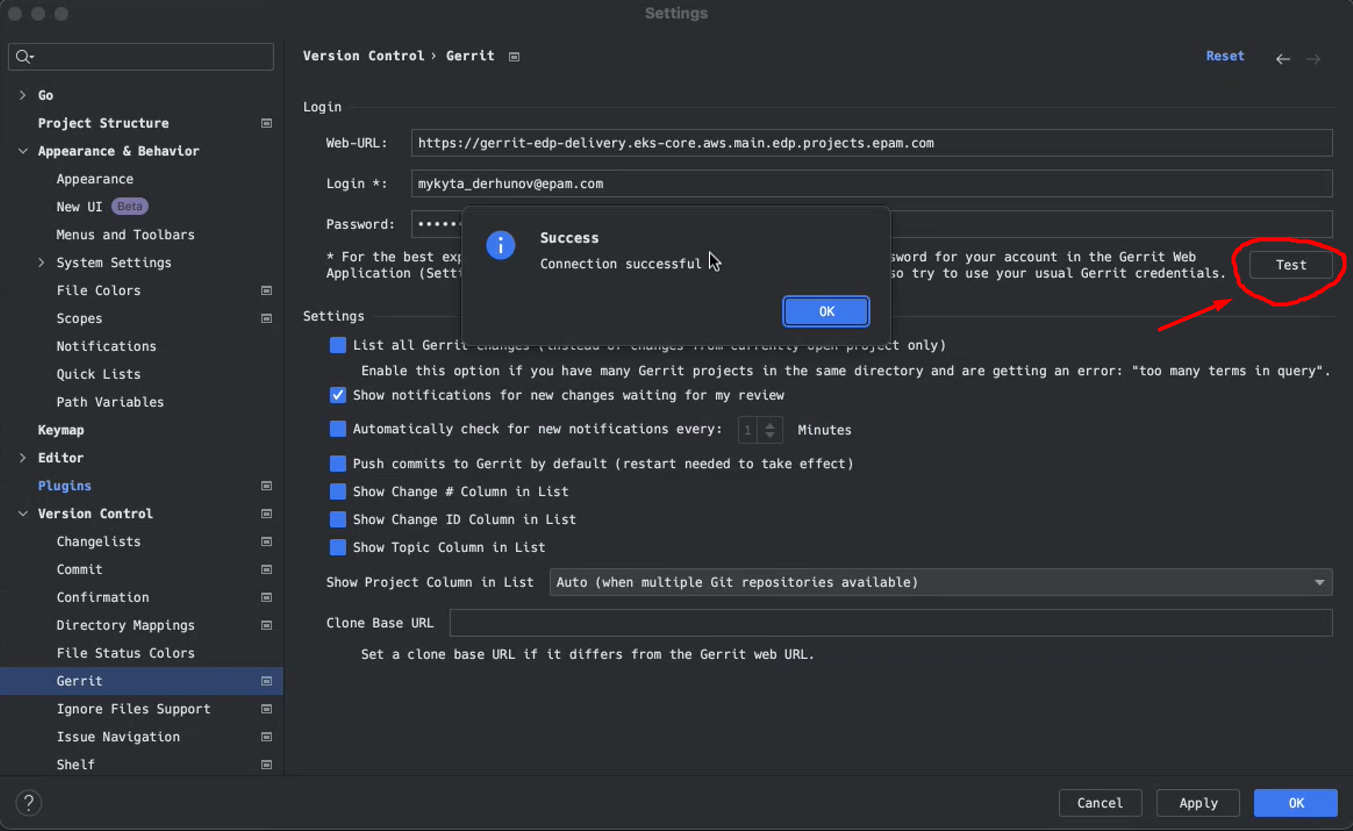 Settings
Version Control › Gerrit
Reset
Go
Project Structure
Appearance & Behavior
Appearance
New UI Beta
Menus and Toolbars
System Settings
File Colors
Scopes
Notifications
Quick Lists
Path Variables
Keymap
Editor
Plugins
Version Control
Changelists
Commit
Confirmation
Directory Mappings
File Status Colors
Gerrit
Ignore Files Support
Issue Navigation
Shelf
Login
Web-URL: https://gerrit-edp-delivery.eks-core.aws.main.edp.projects.epam.com
Login *: mykyta_derhunov@epam.com
Password: ••••••
* For the best for your account in the Gerrit Web
Application try to use your usual Gerrit credentials.
Test
Success
Connection successful
OK
Settings
List all Gerrit changes (instead of changes from currently open project only)
Enable this option if you have many Gerrit projects in the same directory and are getting an error: "too many terms in query".
Show notifications for new changes waiting for my review
Automatically check for new notifications every: 1 Minutes
Push commits to Gerrit by default (restart needed to take effect)
Show Change # Column in List
Show Change ID Column in List
Show Topic Column in List
Show Project Column in List Auto (when multiple Git repositories available)
Clone Base URL
Set a clone base URL if it differs from the Gerrit web URL.
?
Cancel
Apply
OK